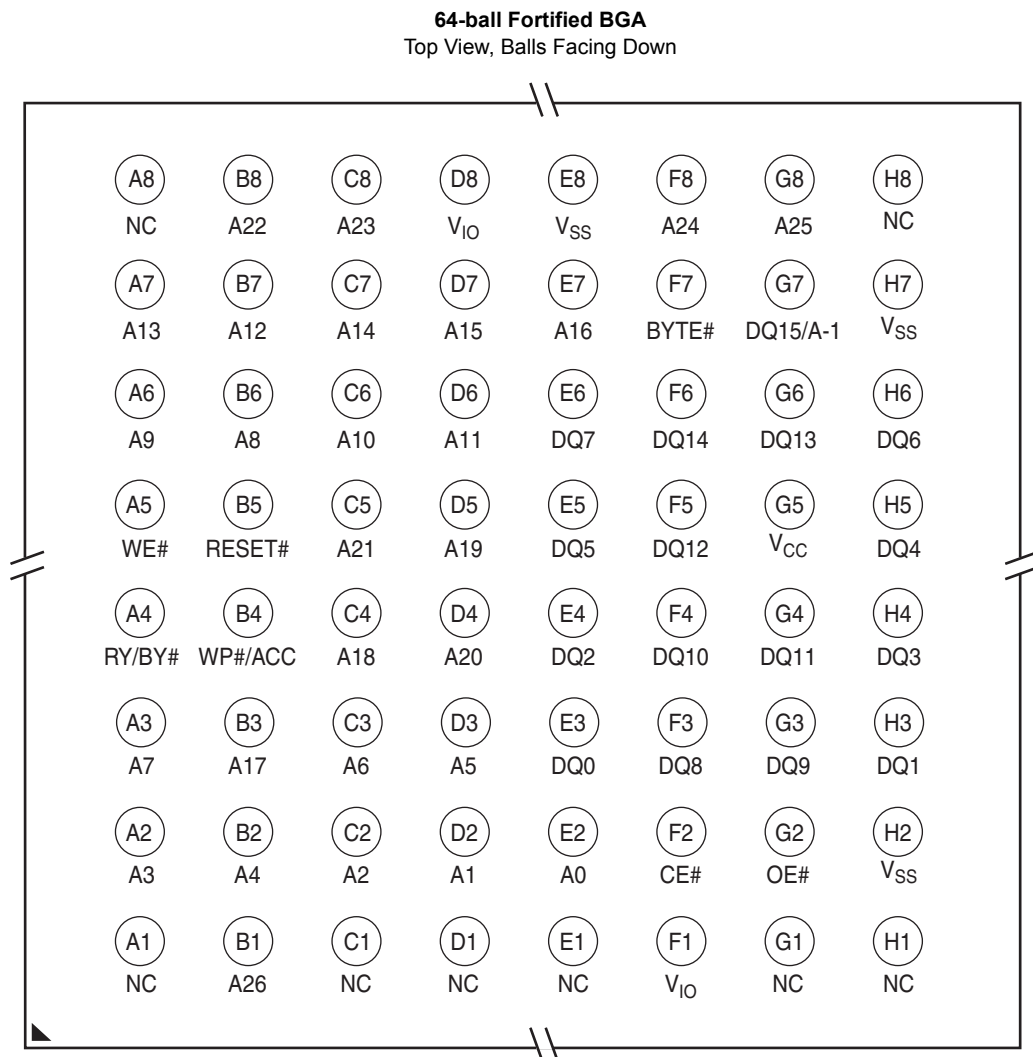 64-ball Fortified BGA
Top View, Balls Facing Down
A8 B8 C8 D8 E8 F8 G8 H8
NC A22 A23 VIO VSS A24 A25 NC
A7 B7 C7 D7 E7 F7 G7 H7
A13 A12 A14 A15 A16 BYTE# DQ15/A-1 VSS
A6 B6 C6 D6 E6 F6 G6 H6
A9 A8 A10 A11 DQ7 DQ14 DQ13 DQ6
A5 B5 C5 D5 E5 F5 G5 H5
WE# RESET# A21 A19 DQ5 DQ12 VCC DQ4
A4 B4 C4 D4 E4 F4 G4 H4
RY/BY# WP#/ACC A18 A20 DQ2 DQ10 DQ11 DQ3
A3 B3 C3 D3 E3 F3 G3 H3
A7 A17 A6 A5 DQ0 DQ8 DQ9 DQ1
A2 B2 C2 D2 E2 F2 G2 H2
A3 A4 A2 A1 A0 CE# OE# VSS
A1 B1 C1 D1 E1 F1 G1 H1
NC A26 NC NC NC VIO NC NC